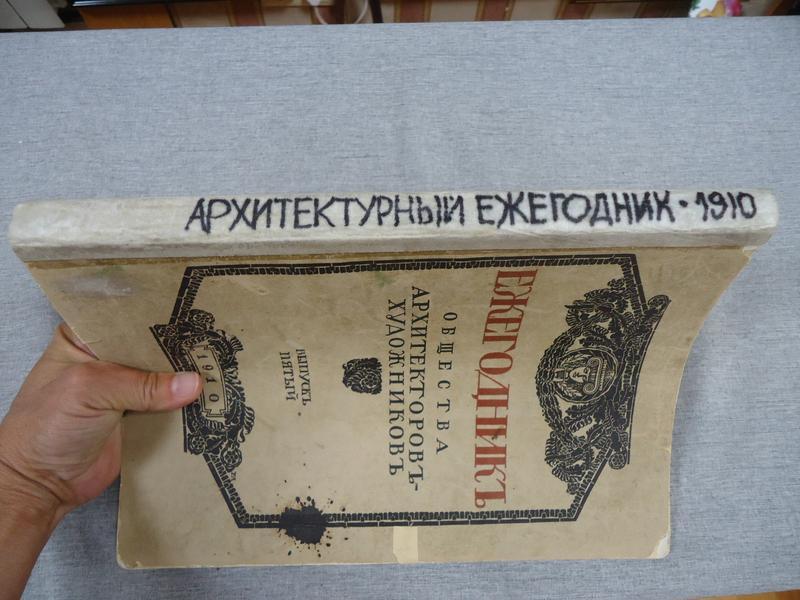 АРХИТЕКТУРНЫЙ ЕЖЕГОДНИК • 1910
ЕЖЕГОДНИКЪ
ОБЩЕСТВА
АРХИТЕКТОРОВЪ-
ХУДОЖНИКОВЪ
ВЫПУСКЪ
ПЯТЫЙ
1910